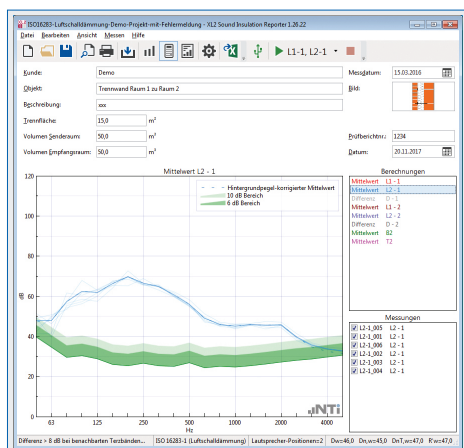 ISO16283-Luftschalldämmung-Demo-Projekt-mit-Fehlermeldung - XL2 Sound Insulation Reporter 1.26.22
Datei Bearbeiten Ansicht Messen Hilfe
L1-1, L2-1
Kunde: Demo Messdatum: 15.03.2016
Objekt: Trennwand Raum 1 zu Raum 2 Bild:
Beschreibung: xxx
Trennfläche: 15,0 m²
Volumen Senderaum: 50,0 m³ Prüfberichtnr.: 1234
Volumen Empfangsraum: 50,0 m³ Datum: 20.11.2017
Mittelwert L2 - 1
Berechnungen
Hintergrundpegel-korrigierter Mittelwert
10 dB Bereich
6 dB Bereich
Mittelwert L1 - 1
Mittelwert L2 - 1
Differenz D - 1
Mittelwert L1 - 2
Mittelwert L2 - 2
Differenz D - 2
Mittelwert B2
Mittelwert T2
120
100
80
60
40
20
0
dB
63 125 250 500 1000 2000 4000
Hz
NTi
Messungen
L2-1_005 L2 - 1
L2-1_001 L2 - 1
L2-1_006 L2 - 1
L2-1_002 L2 - 1
L2-1_003 L2 - 1
L2-1_004 L2 - 1
Differenz > 8 dB bei benachbarten Terzbänden... ISO 16283-1 (Luftschalldämmung) Lautsprecher-Positionen=2 Dw=46,0 Dn,w=45,0 DnT,w=47,0 R'w=47,0